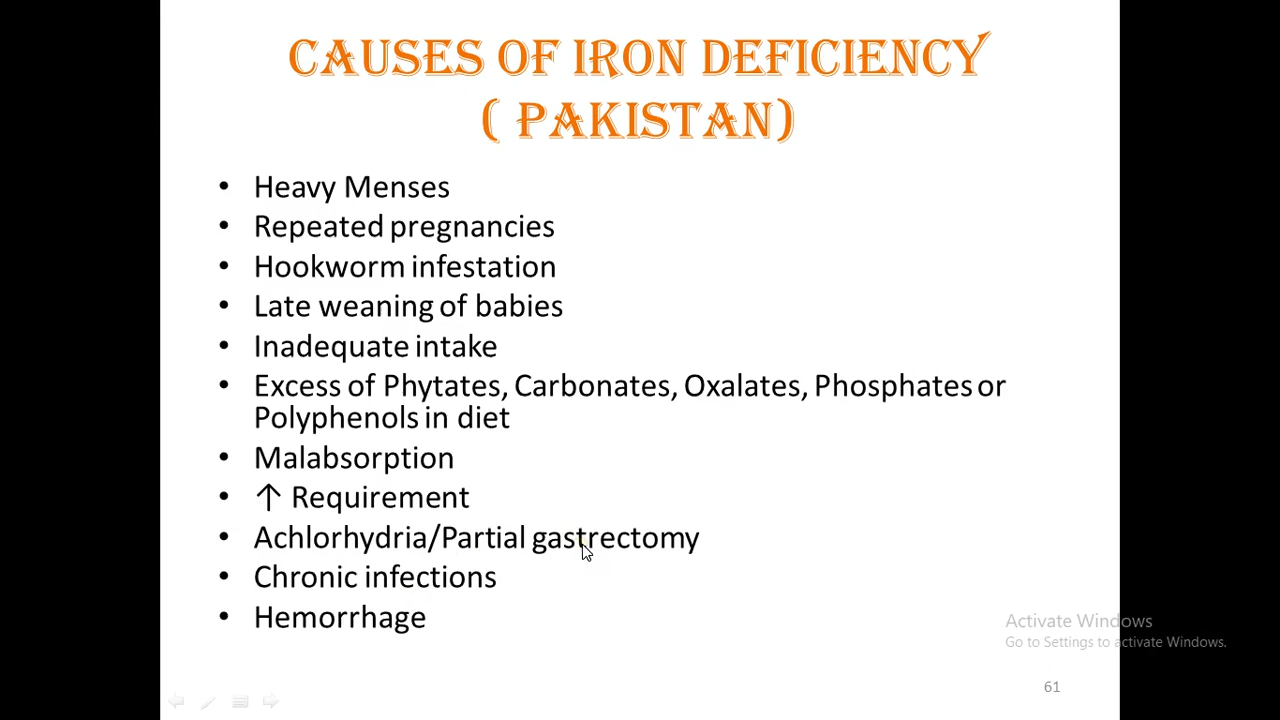 CAUSES OF IRON DEFICIENCY
( PAKISTAN)
• Heavy Menses
• Repeated pregnancies
• Hookworm infestation
• Late weaning of babies
• Inadequate intake
• Excess of Phytates, Carbonates, Oxalates, Phosphates or
Polyphenols in diet
• Malabsorption
• ↑ Requirement
• Achlorhydria/Partial gastrectomy
• Chronic infections
• Hemorrhage
Activate Windows
Go to Settings to activate Windows.
61